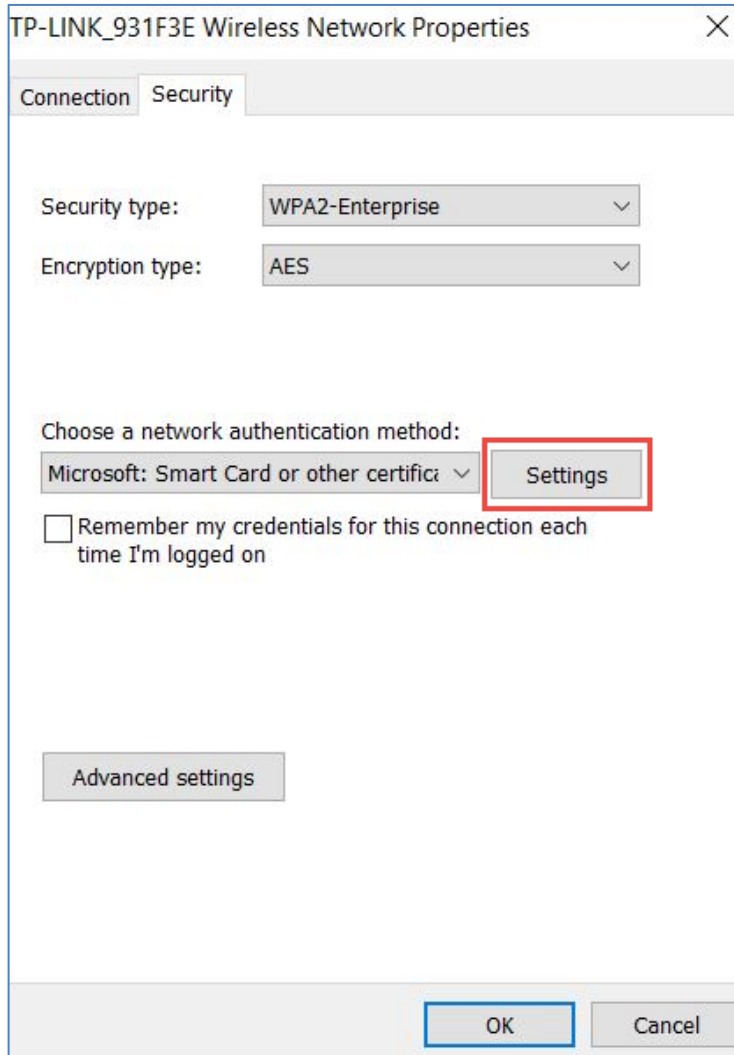 TP-LINK_931F3E Wireless Network Properties
Connection Security
Security type: WPA2-Enterprise
Encryption type: AES
Choose a network authentication method:
Microsoft: Smart Card or other certifica Settings
Remember my credentials for this connection each
time I'm logged on
Advanced settings
OK Cancel